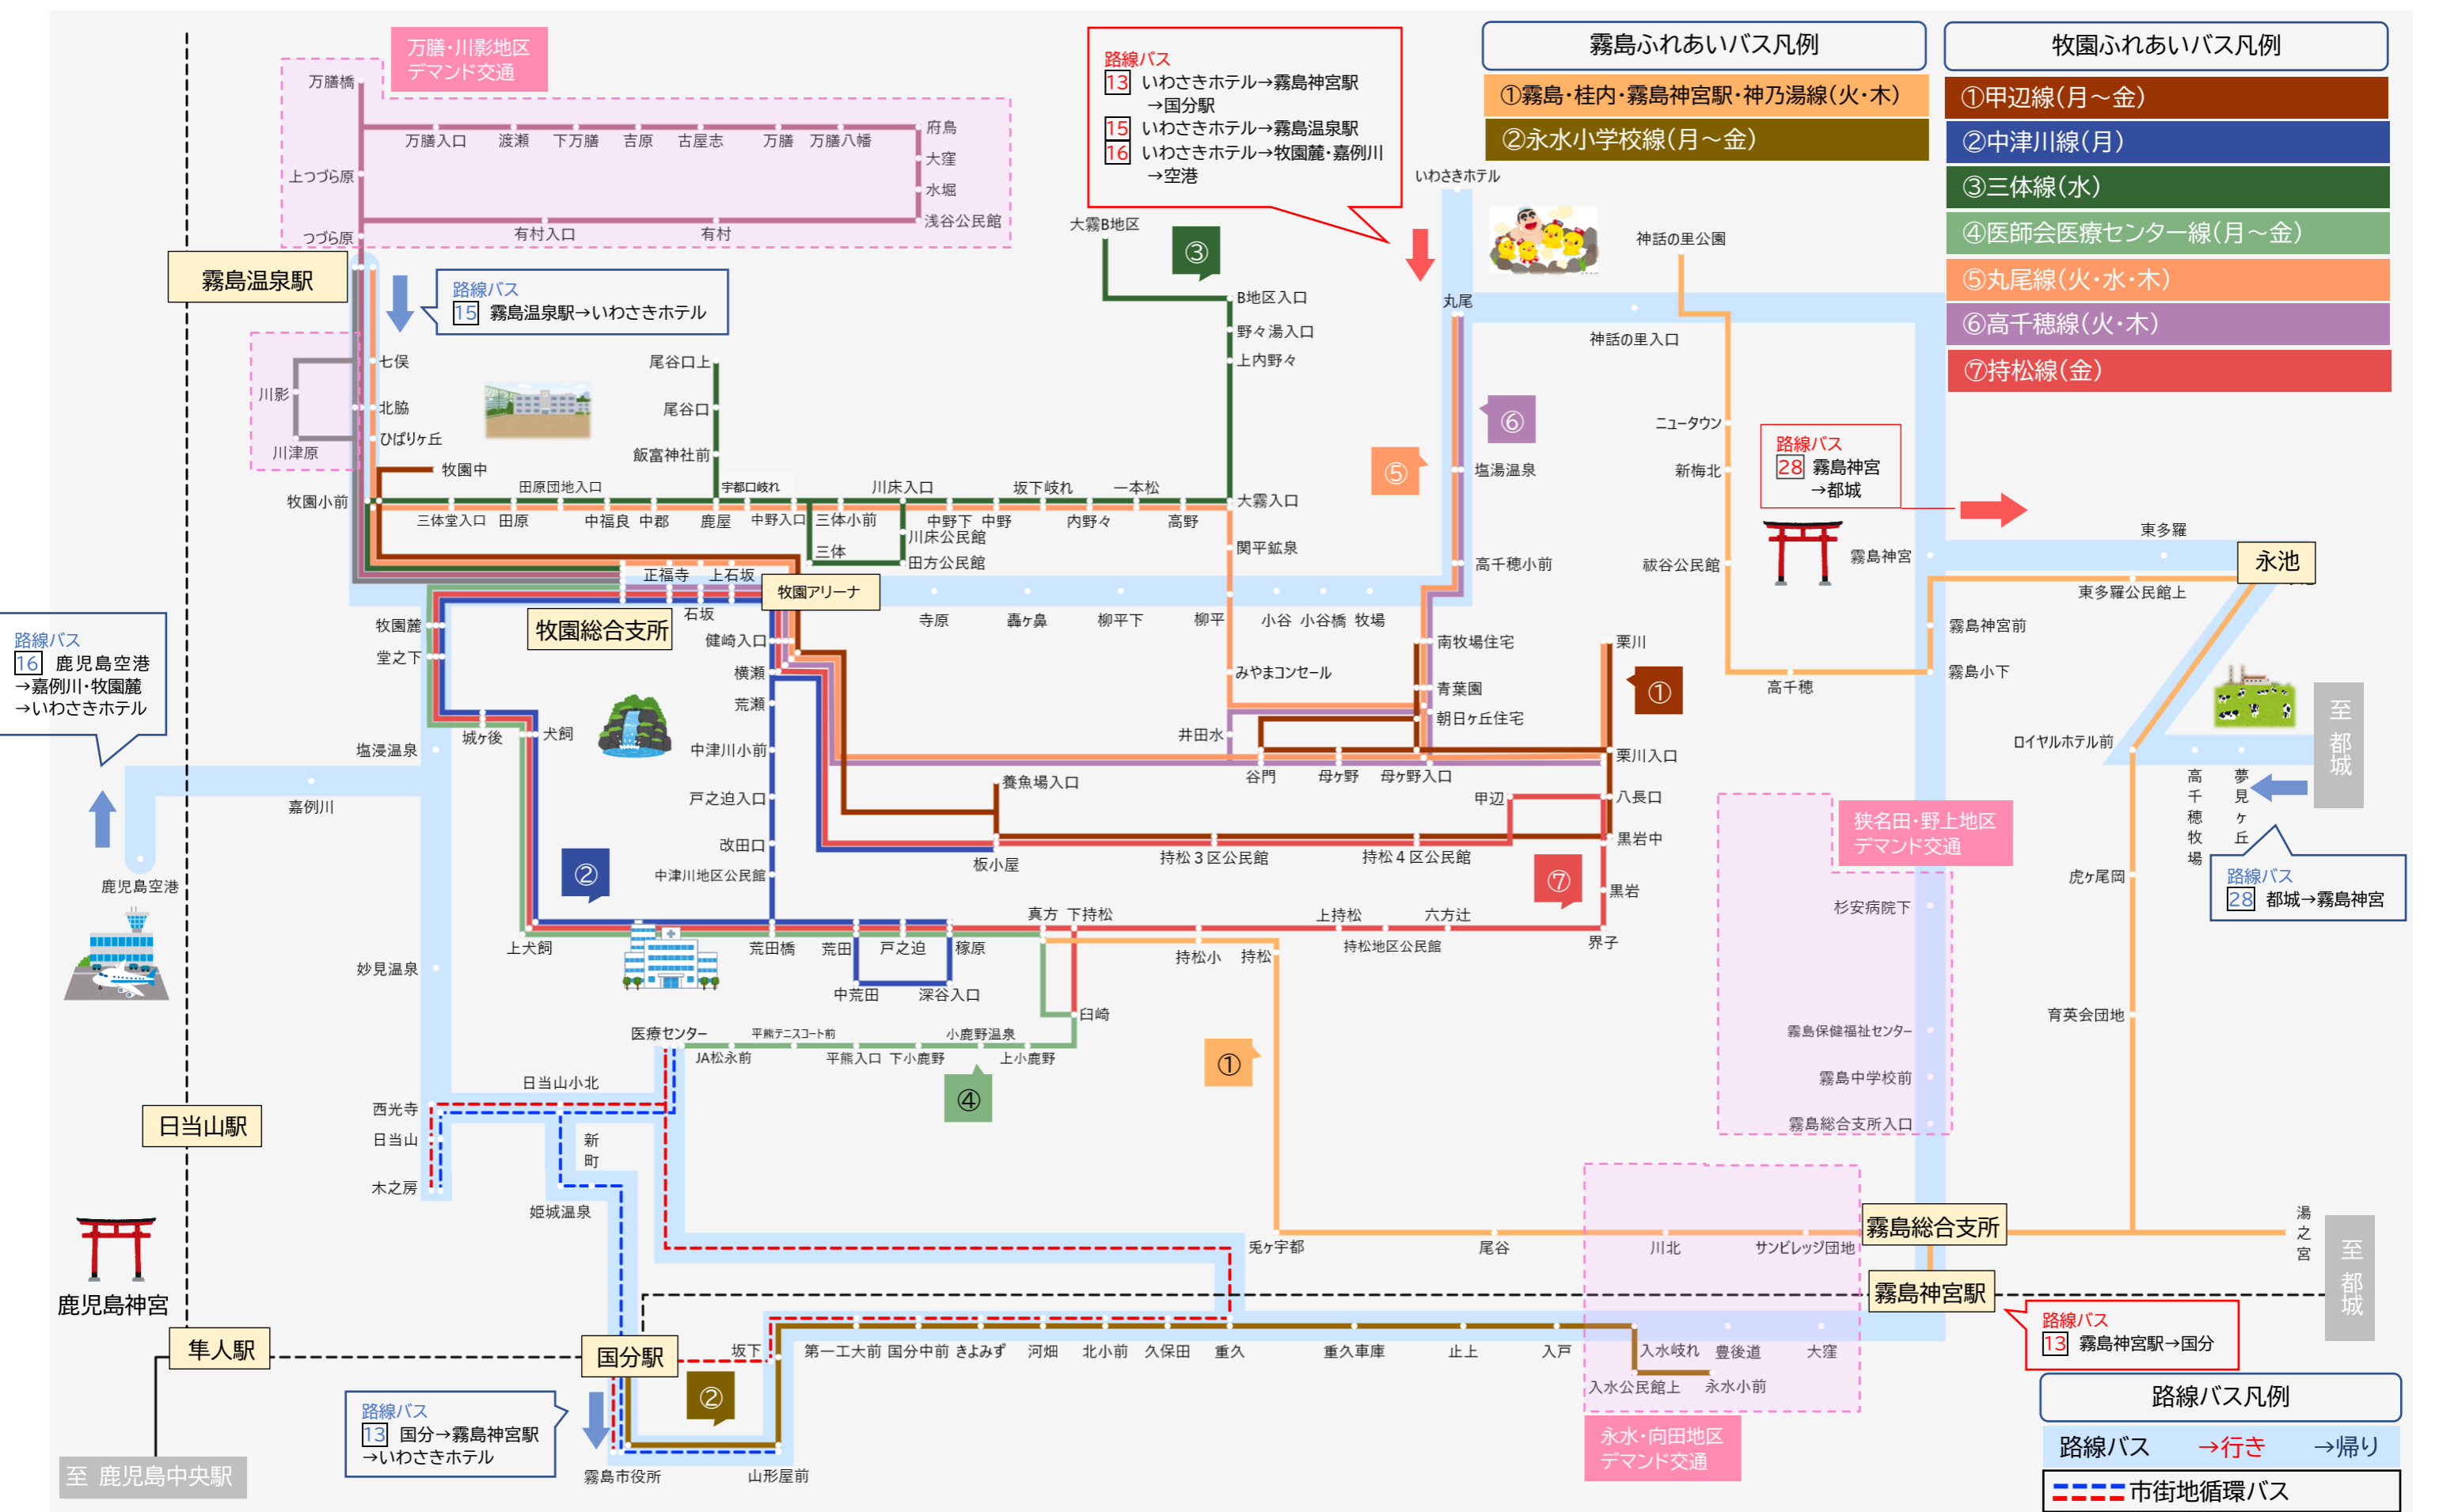 万膳・川影地区
デマンド交通
万膳橋
万膳入口
渡瀬
下万膳
吉原
古屋志
万膳
万膳八幡
府鳥
大窪
水堀
浅谷公民館
上つづら原
有村入口
有村
つづら原
霧島温泉駅
路線バス
15 霧島温泉駅→いわさきホテル
路線バス
13 いわさきホテル→霧島神宮駅
→国分駅
15 いわさきホテル→霧島温泉駅
16 いわさきホテル→牧園麓・嘉例川
→空港
霧島ふれあいバス凡例
①霧島・桂内・霧島神宮駅・神乃湯線(火・木)
②永水小学校線(月～金)
牧園ふれあいバス凡例
①甲辺線(月～金)
②中津川線(月)
③三体線(水)
④医師会医療センター線(月～金)
⑤丸尾線(火・水・木)
⑥高千穂線(火・木)
⑦持松線(金)
いわさきホテル
大霧B地区
③
B地区入口
野々湯入口
上内野々
神話の里公園
丸尾
神話の里入口
七俣
川影
北脇
ひばりヶ丘
川津原
牧園中
尾谷口上
尾谷口
飯富神社前
⑥
⑤
塩湯温泉
ニュータウン
新梅北
路線バス
28 霧島神宮
→都城
牧園小前
田原団地入口
宇都口岐れ
川床入口
坂下岐れ
一本松
大霧入口
三体堂入口
田原
中福良
中郡
鹿屋
中野入口
三体小前
中野下
中野
内野々
高野
川床公民館
三体
田方公民館
関平鉱泉
高千穂小前
祓谷公民館
霧島神宮
東多羅
永池
東多羅公民館上
正福寺
上石坂
牧園アリーナ
石坂
牧園総合支所
寺原
轟ヶ鼻
柳平下
柳平
小谷
小谷橋
牧場
霧島神宮前
路線バス
16 鹿児島空港
→嘉例川・牧園麓
→いわさきホテル
牧園麓
堂之下
健崎入口
横瀬
荒瀬
みやまコンセール
南牧場住宅
青葉園
朝日ヶ丘住宅
栗川
①
高千穂
霧島小下
城ヶ後
犬飼
塩浸温泉
中津川小前
井田水
谷門
母ヶ野
母ヶ野入口
栗川入口
ロイヤルホテル前
至 都城
高千穂牧場
夢見ヶ丘
嘉例川
鹿児島空港
戸之迫入口
養魚場入口
甲辺
八長口
改田口
板小屋
持松３区公民館
持松４区公民館
黒岩中
狭名田・野上地区
デマンド交通
②
中津川地区公民館
⑦
黒岩
虎ヶ尾岡
路線バス
28 都城→霧島神宮
杉安病院下
上犬飼
荒田橋
荒田
戸之迫
稼原
真方
下持松
上持松
六方辻
持松小
持松
持松地区公民館
界子
妙見温泉
中荒田
深谷入口
臼崎
育英会団地
医療センター
平熊テニスコート前
小鹿野温泉
JA松永前
平熊入口
下小鹿野
上小鹿野
①
霧島保健福祉センター
霧島中学校前
霧島総合支所入口
④
日当山小北
西光寺
日当山駅
日当山
新町
木之房
姫城温泉
鹿児島神宮
兎ヶ宇都
尾谷
川北
サンビレッジ団地
霧島総合支所
湯之宮
霧島神宮駅
至 都城
路線バス
13 霧島神宮駅→国分
隼人駅
国分駅
坂下
第一工大前
国分中前
きよみず
河畑
北小前
久保田
重久
重久車庫
止上
入戸
入水岐れ
豊後道
大窪
入水公民館上
永水小前
②
路線バス
13 国分→霧島神宮駅
→いわさきホテル
永水・向田地区
デマンド交通
至 鹿児島中央駅
霧島市役所
山形屋前
路線バス凡例
路線バス →行き →帰り
市街地循環バス